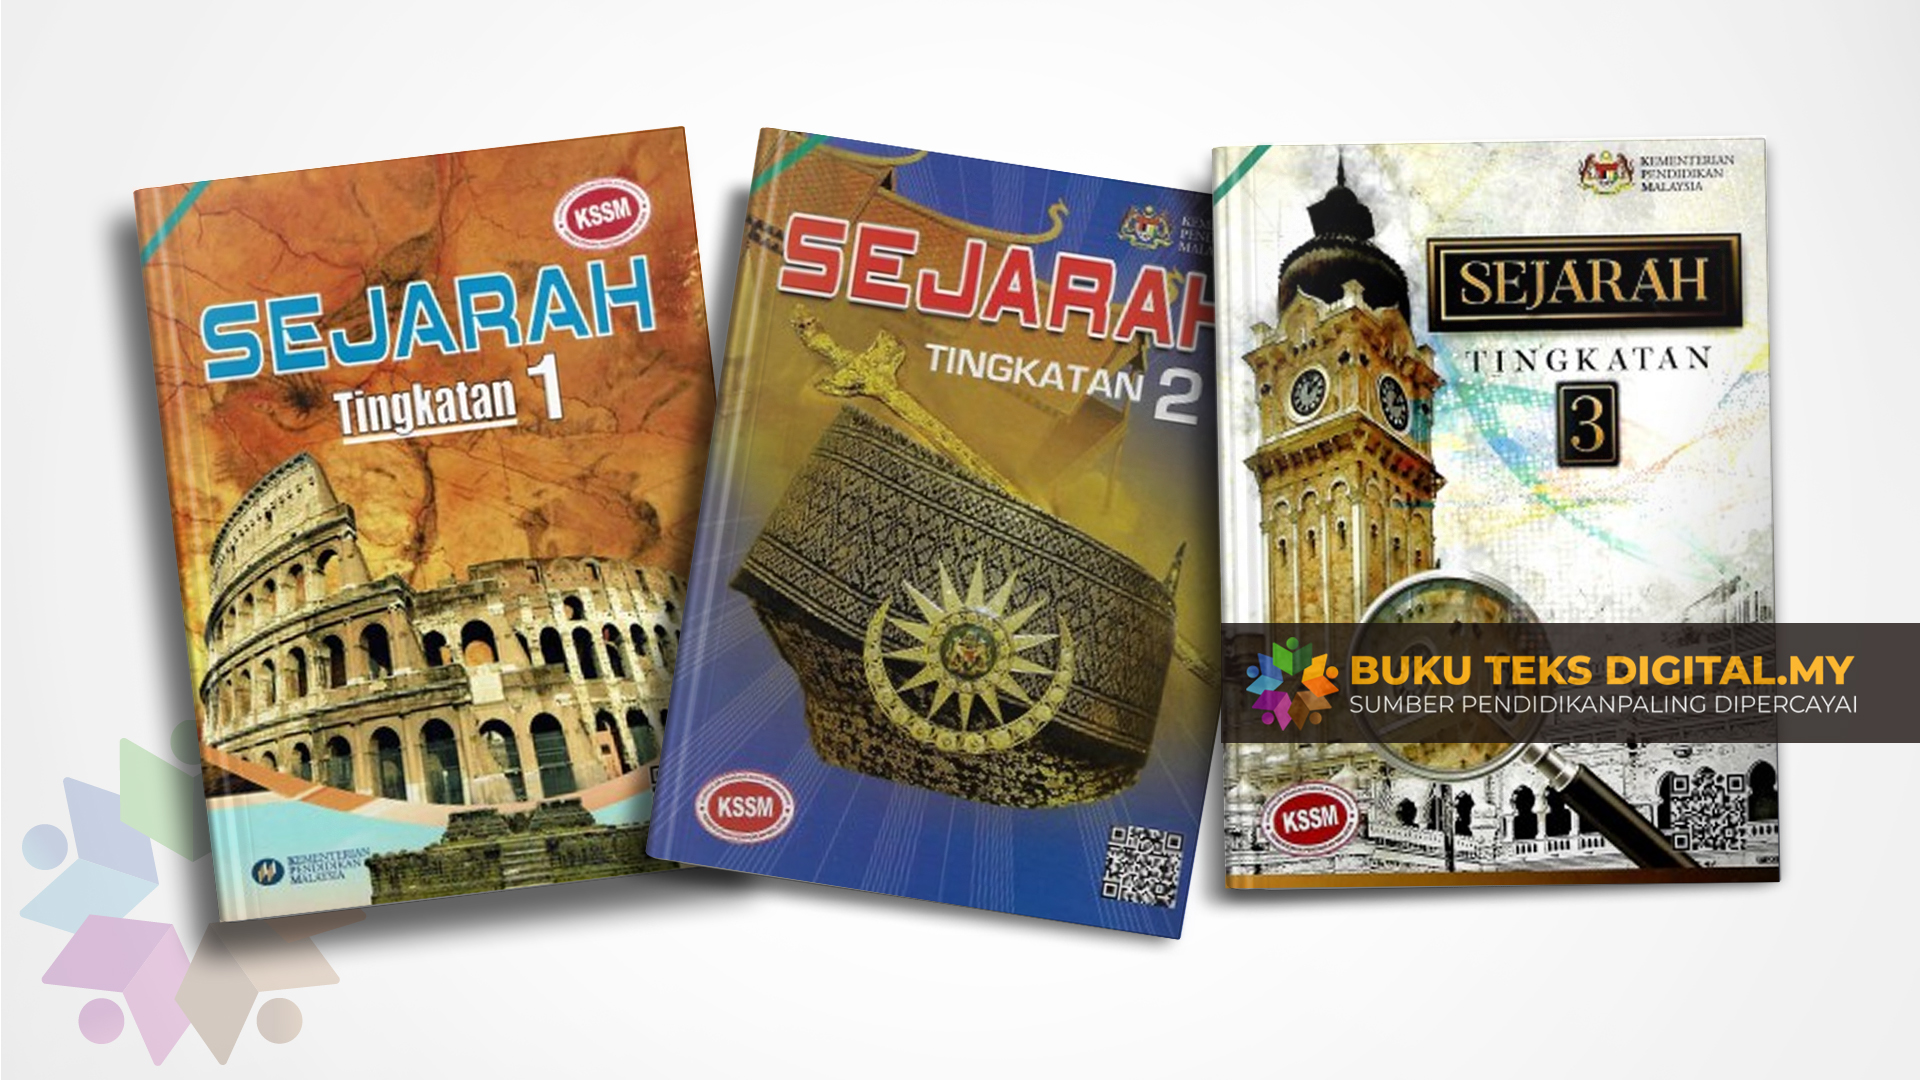 KSSM
SEJARAH
Tingkatan 1
KEMENTERIAN
PENDIDIKAN
MALAYSIA
SEJARAH
TINGKATAN 2
KSSM
KEMENTERIAN
PENDIDIKAN
MALAYSIA
SEJARAH
TINGKATAN
3
BUKU TEKS DIGITAL.MY
SUMBER PENDIDIKANPALING DIPERCAYAI
KSSM